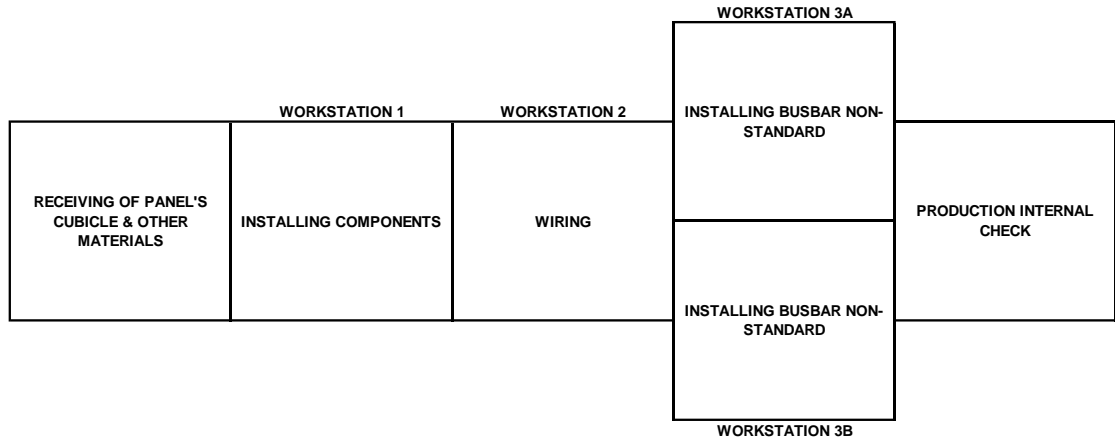 WORKSTATION 3A
INSTALLING BUSBAR NON-
STANDARD
WORKSTATION 1
WORKSTATION 2
RECEIVING OF PANEL'S
CUBICLE & OTHER
MATERIALS
INSTALLING COMPONENTS
WIRING
PRODUCTION INTERNAL
CHECK
INSTALLING BUSBAR NON-
STANDARD
WORKSTATION 3B